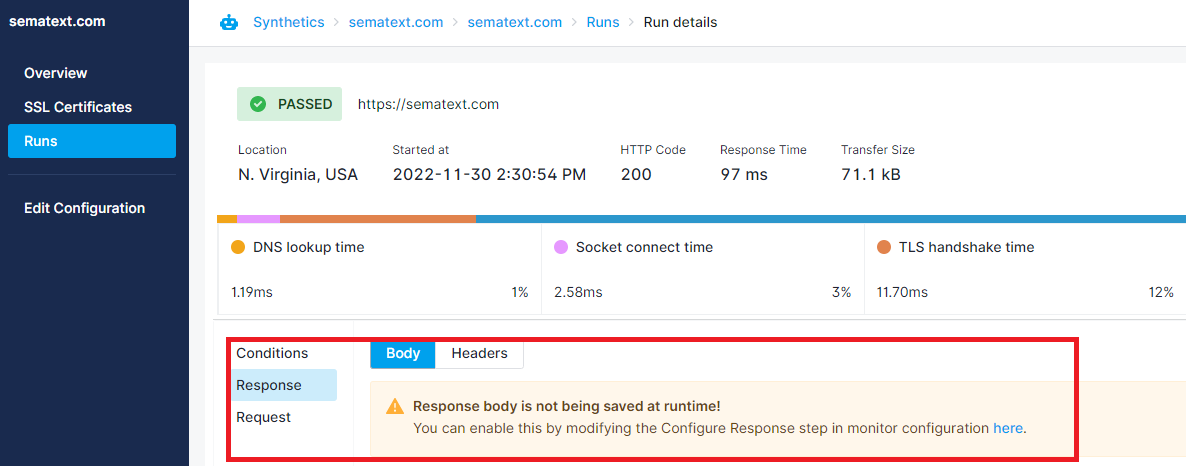 sematext.com
Synthetics > sematext.com > sematext.com > Runs > Run details
Overview
SSL Certificates
Runs
Edit Configuration
PASSED https://sematext.com
Location Started at HTTP Code Response Time Transfer Size
N. Virginia, USA 2022-11-30 2:30:54 PM 200 97 ms 71.1 kB
DNS lookup time Socket connect time TLS handshake time
1.19ms 1% 2.58ms 3% 11.70ms 12%
Conditions
Response
Request
Body Headers
Response body is not being saved at runtime!
You can enable this by modifying the Configure Response step in monitor configuration here.